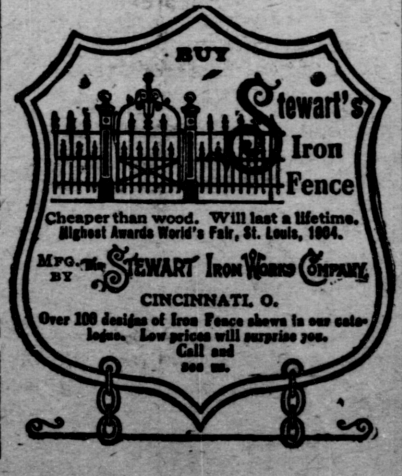 BUY
Stewart's
Iron
Fence
Cheaper than wood. Will last a lifetime.
Highest Awards World's Fair, St. Louis, 1904.
MFG. BY The STEWART IRON WORKS COMPANY,
CINCINNATI, O.
Over 100 designs of Iron Fence shown in our cata-
logue. Low prices will surprise you.
Call and
see us.